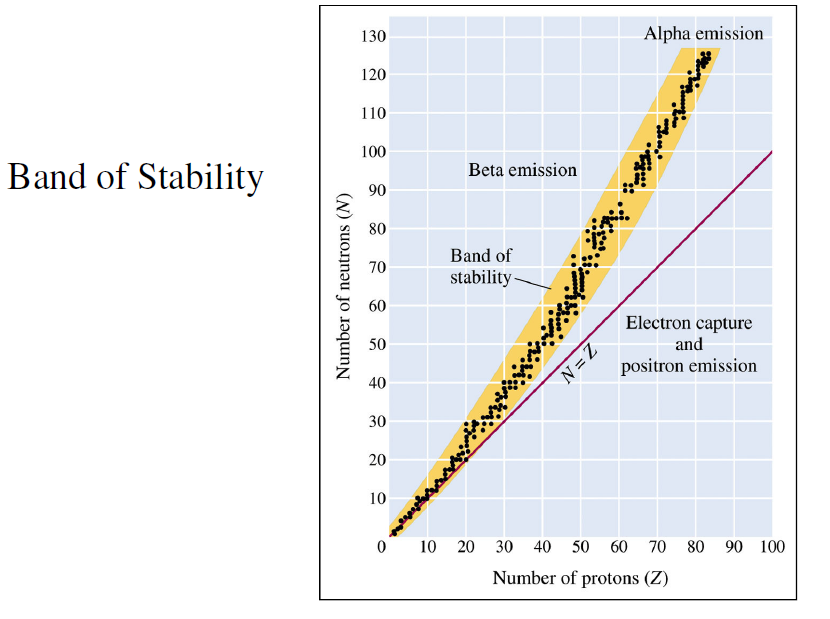 Band of Stability
Alpha emission
130
120
110
100
90
80
70
60
50
40
30
20
10
Number of neutrons (N)
Beta emission
Band of
stability
N = Z
Electron capture
and
positron emission
0 10 20 30 40 50 60 70 80 90 100
Number of protons (Z)